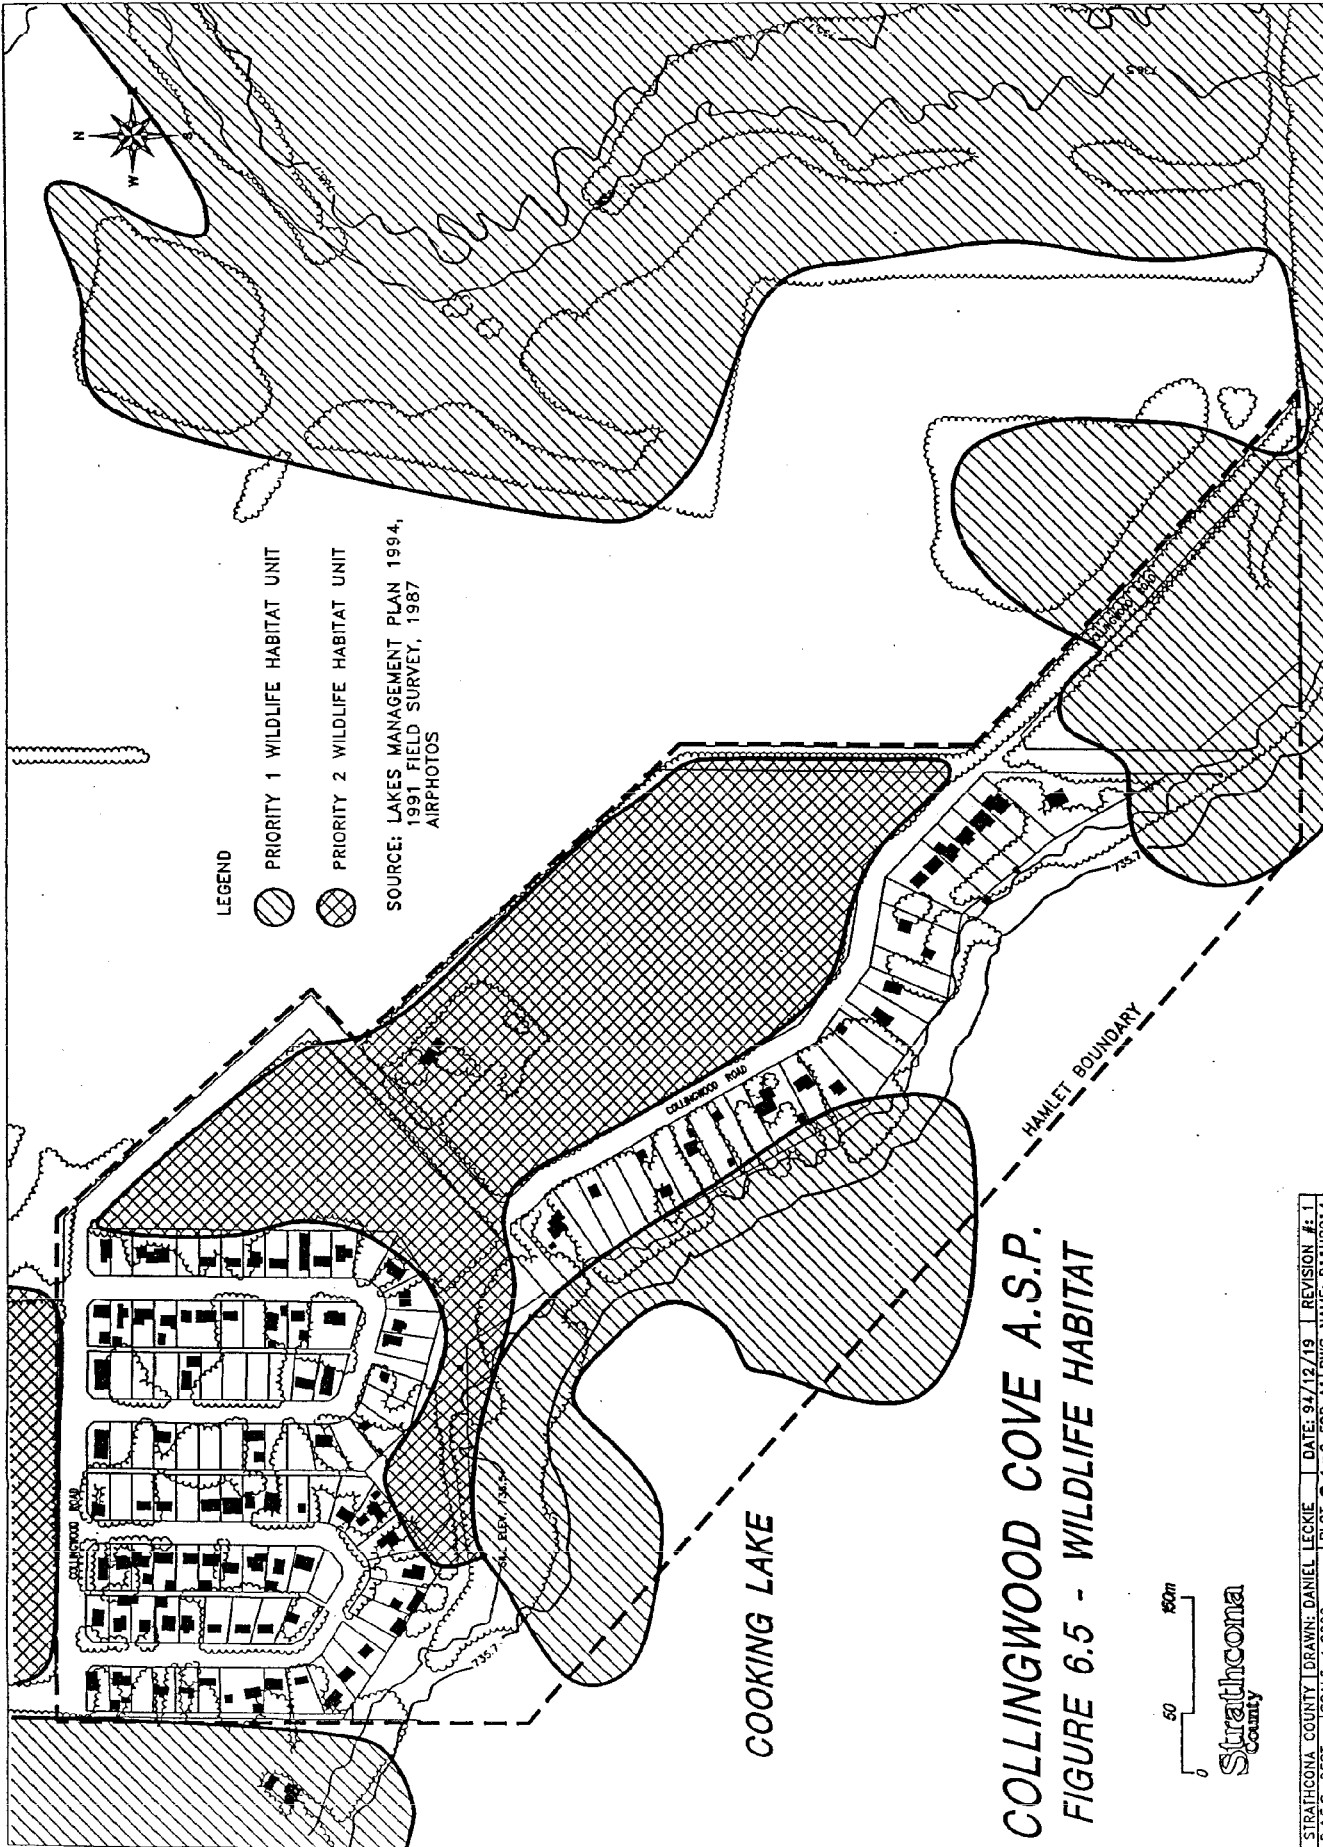 N
W
S
LEGEND
PRIORITY 1 WILDLIFE HABITAT UNIT
PRIORITY 2 WILDLIFE HABITAT UNIT
SOURCE: LAKES MANAGEMENT PLAN 1994,
1991 FIELD SURVEY, 1987
AIRPHOTOS
736.5
COLLINGWOOD ROAD
COLLINGWOOD ROAD
735.7
735.7
HAMLET BOUNDARY
COOKING LAKE
COLLINGWOOD COVE A.S.P.
FIGURE 6.5 - WILDLIFE HABITAT
0 50 150m
Strathcona
County
STRATHCONA COUNTY DRAWN: DANIEL LECKIE DATE: 94/12/19 REVISION #: 1